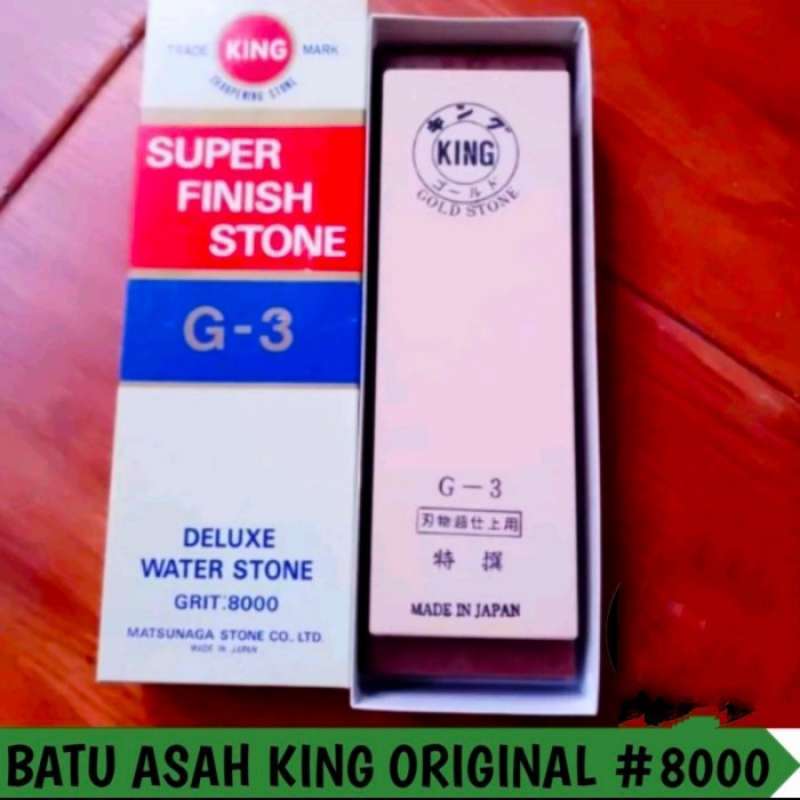 TRADE KING MARK
SHARPENING STONE
SUPER
FINISH
STONE
G-3
DELUXE
WATER STONE
GRIT:8000
MATSUNAGA STONE CO., LTD.
MADE IN JAPAN
キング
KING
ゴールド
GOLD STONE
G-3
刃物超仕上用
特撰
MADE IN JAPAN
BATU ASAH KING ORIGINAL #8000